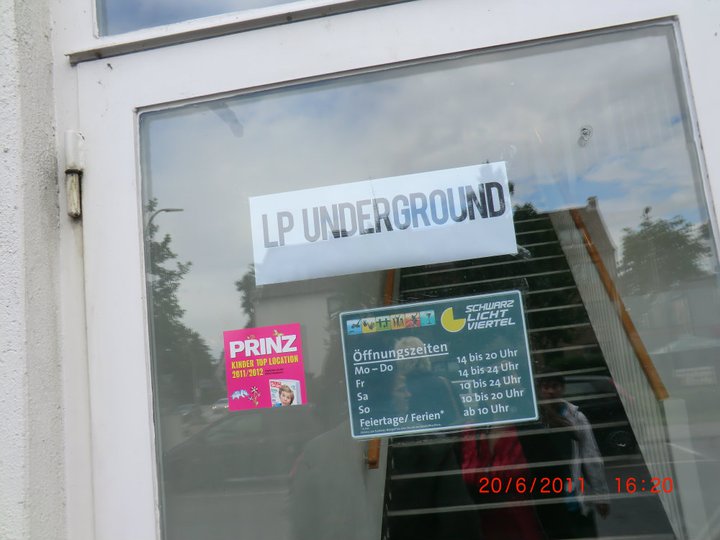 LP UNDERGROUND
SCHWARZ
LICHT
VIERTEL
PRINZ
KINDER TOP LOCATION
2011/2012
Öffnungszeiten
Mo – Do 14 bis 20 Uhr
Fr 14 bis 24 Uhr
Sa 10 bis 24 Uhr
So 10 bis 20 Uhr
Feiertage/ Ferien* ab 10 Uhr
20/6/2011 16:20